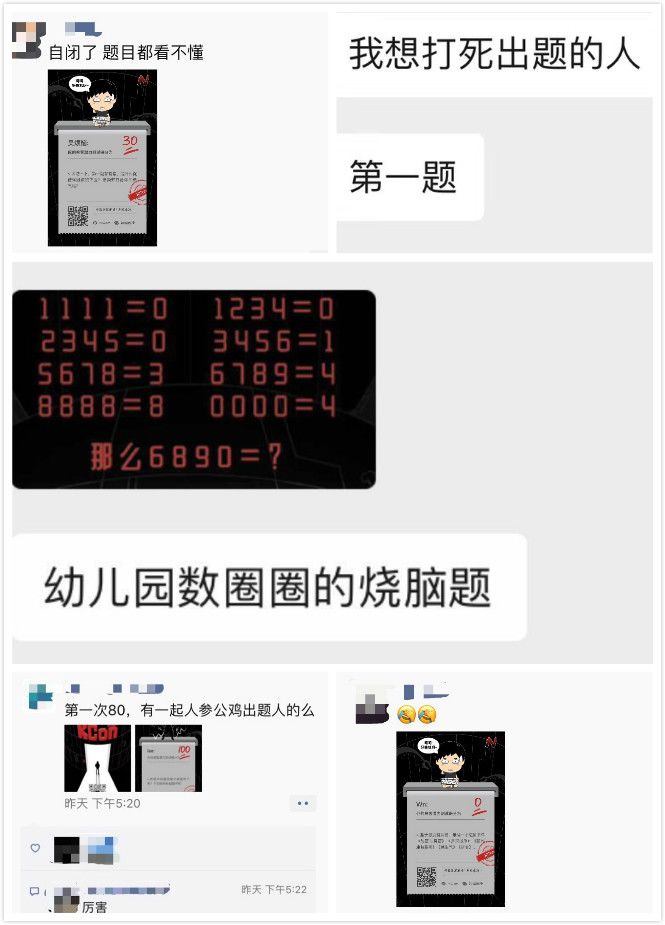 自闭了 题目都看不懂
30
我想打死出题的人
第一题
1111=0 1234=0
2345=0 3456=1
5678=3 6789=4
8888=8 0000=4
那么6890=?
幼儿园数圈圈的烧脑题
第一次80，有一起人参公鸡出题人的么
KCon
100
昨天 下午5:20
昨天 下午5:22
厉害
Win:
0